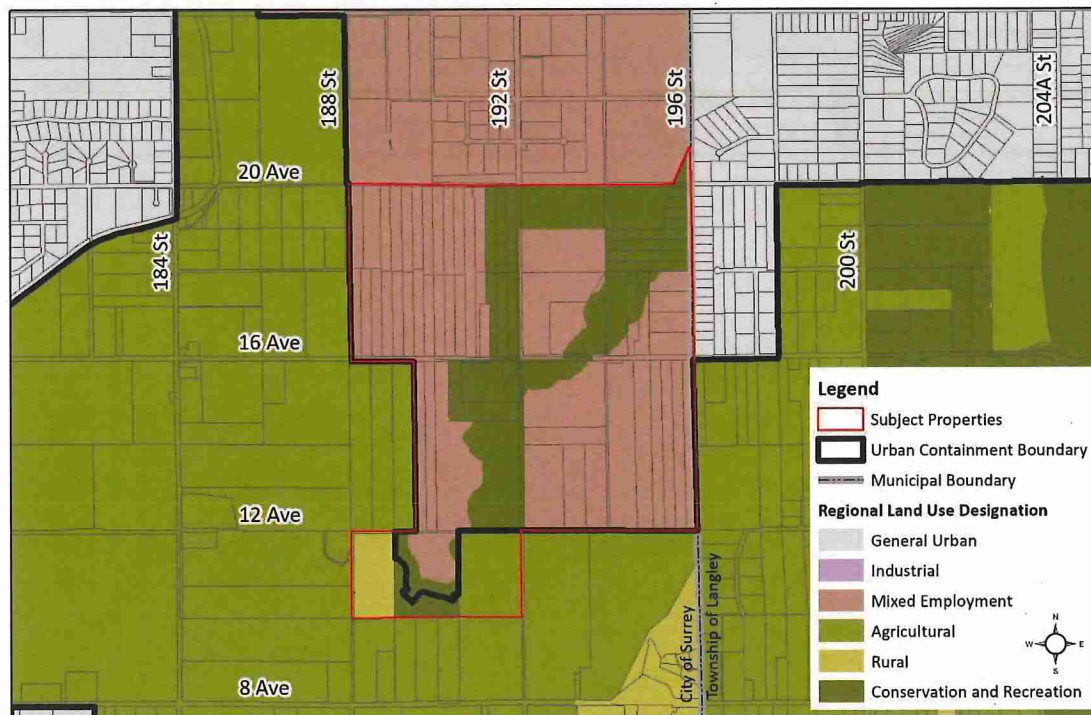 188 St
192 St
196 St
204A St
20 Ave
184 St
200 St
16 Ave
12 Ave
8 Ave
City of Surrey
Township of Langley
Legend
Subject Properties
Urban Containment Boundary
Municipal Boundary
Regional Land Use Designation
General Urban
Industrial
Mixed Employment
Agricultural
Rural
Conservation and Recreation
N
W E
S